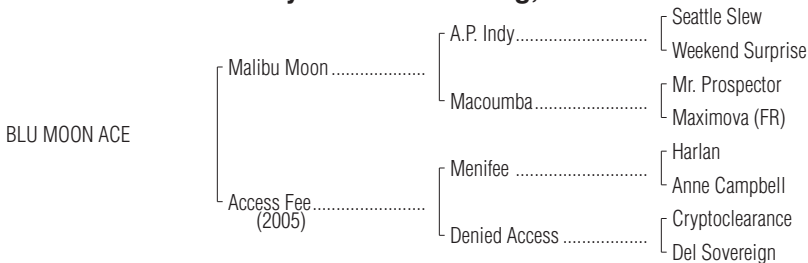 Seattle Slew
A.P. Indy
Weekend Surprise
Malibu Moon
Mr. Prospector
Macoumba
Maximova (FR)
BLU MOON ACE
Harlan
Menifee
Anne Campbell
Access Fee
(2005)
Cryptoclearance
Denied Access
Del Sovereign